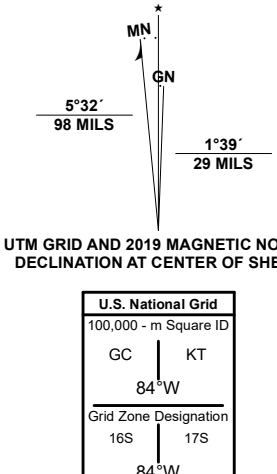 ★
MN
GN
5°32´
98 MILS
1°39´
29 MILS
UTM GRID AND 2019 MAGNETIC NO
DECLINATION AT CENTER OF SHE
U.S. National Grid
100,000 - m Square ID
GC KT
84°W
Grid Zone Designation
16S 17S
84°W